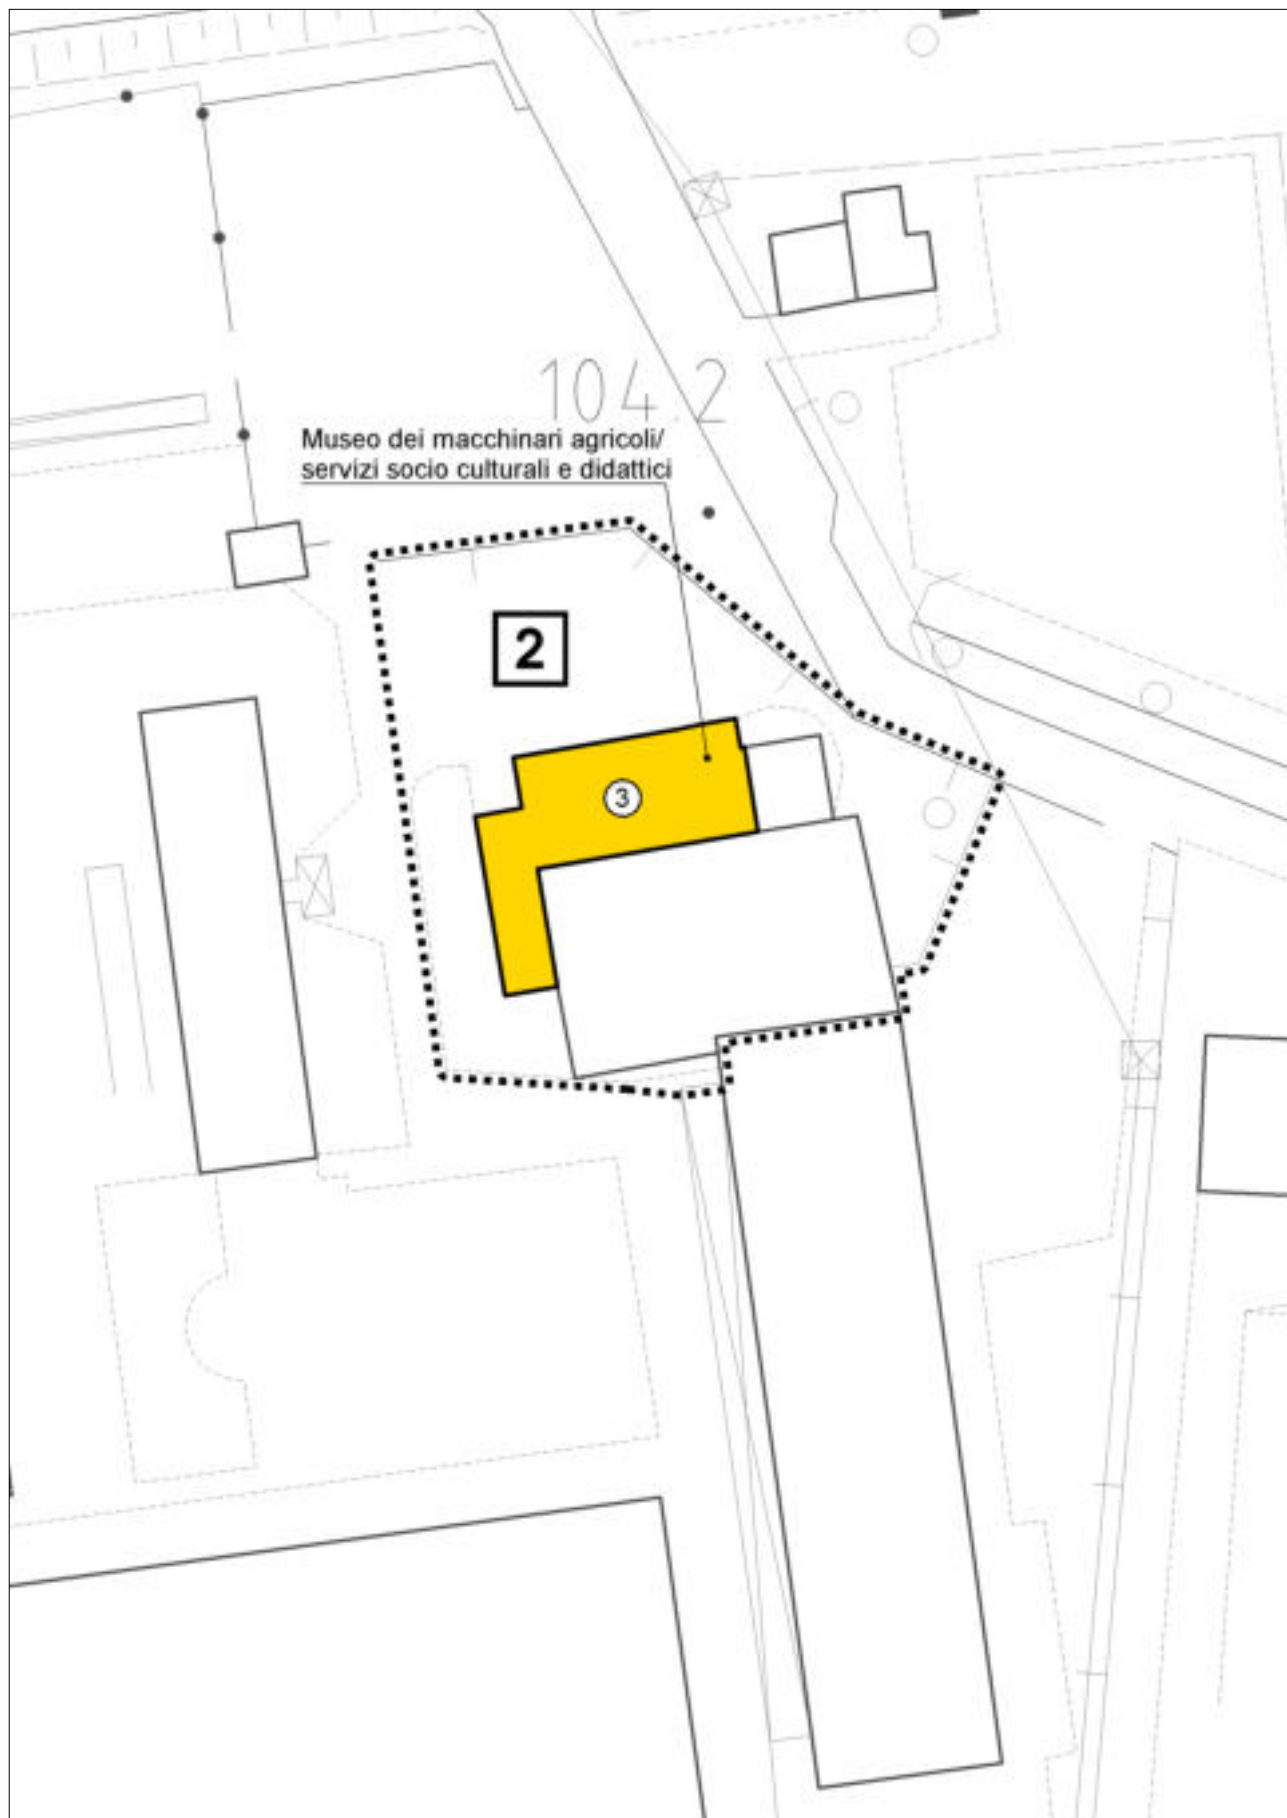 104 2
Museo dei macchinari agricoli/
servizi socio culturali e didattici
2
3